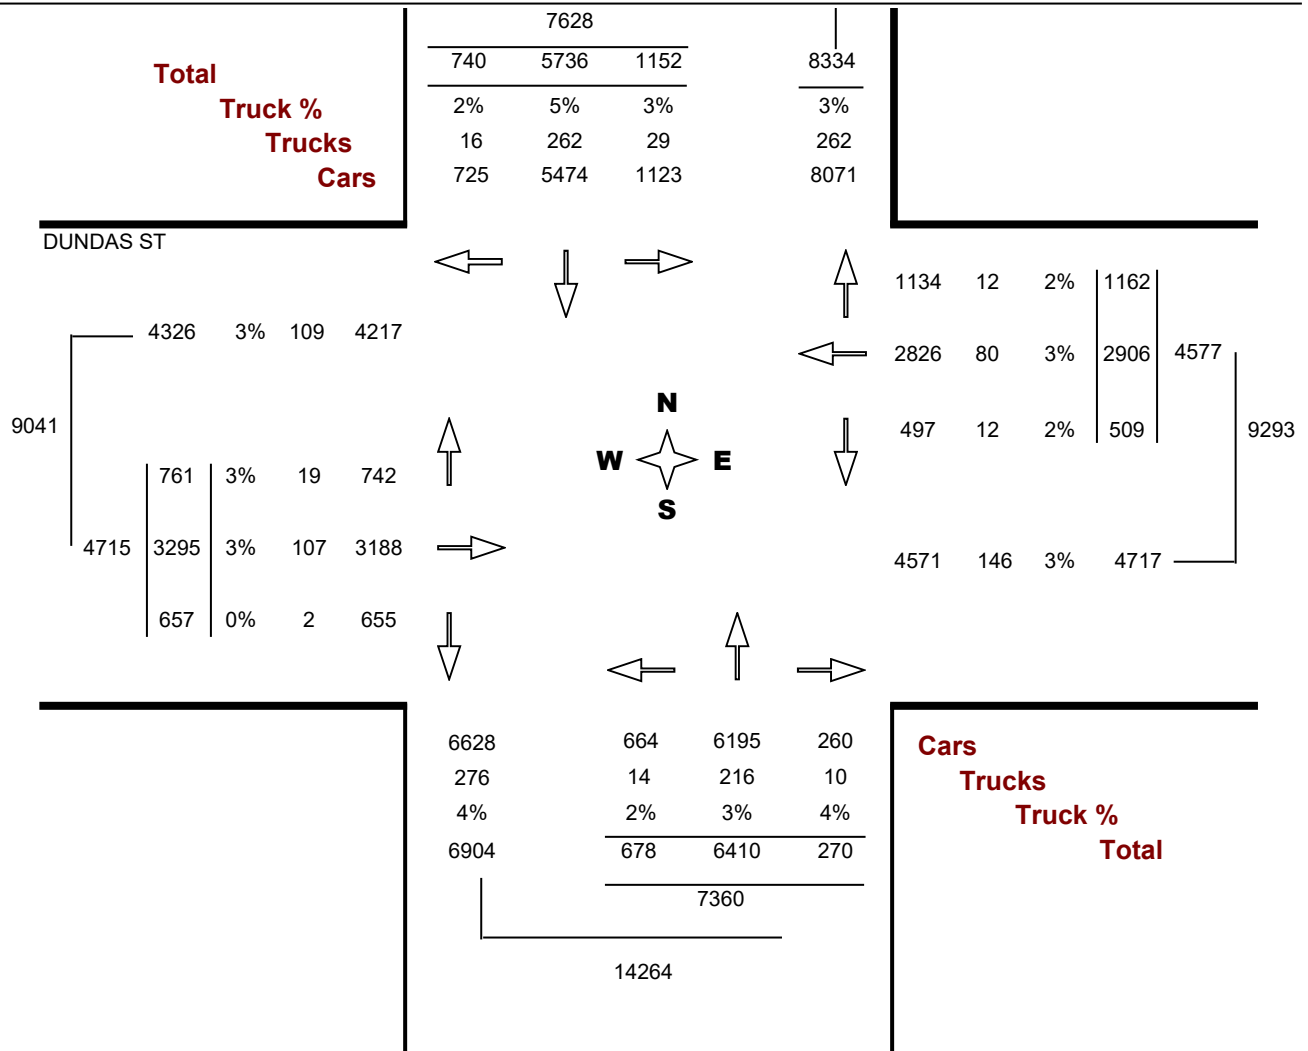 7628
740 5736 1152 8334
Total
2% 5% 3% 3%
Truck %
16 262 29 262
Trucks
725 5474 1123 8071
Cars
DUNDAS ST
1134 12 2% 1162
4326 3% 109 4217
2826 80 3% 2906 4577
N
9041
497 12 2% 509 9293
W E
761 3% 19 742
S
4715 3295 3% 107 3188
4571 146 3% 4717
657 0% 2 655
6628 664 6195 260
Cars
276 14 216 10
Trucks
4% 2% 3% 4%
Truck %
6904 678 6410 270
Total
7360
14264